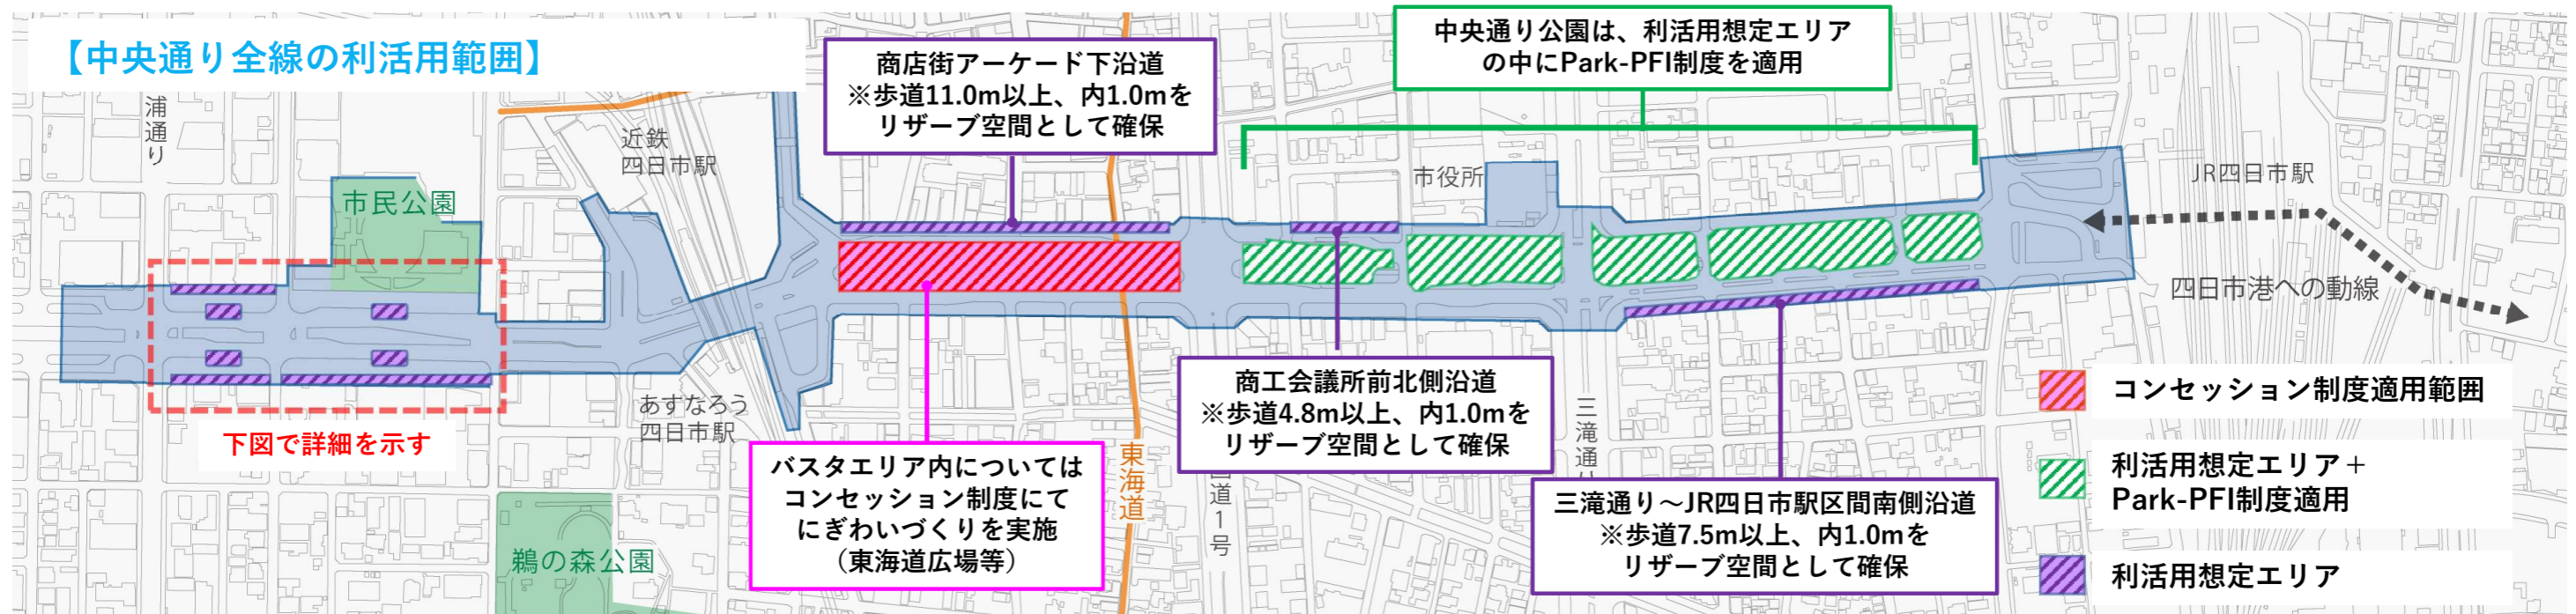 【中央通り全線の利活用範囲】
商店街アーケード下沿道
※歩道11.0m以上、内1.0mを
リザーブ空間として確保
中央通り公園は、利活用想定エリア
の中にPark-PFI制度を適用
浦通り
近鉄
四日市駅
市民公園
市役所
JR四日市駅
四日市港への動線
下図で詳細を示す
あすなろう
四日市駅
バスタエリア内については
コンセッション制度にて
にぎわいづくりを実施
（東海道広場等）
東海道
商工会議所前北側沿道
※歩道4.8m以上、内1.0mを
リザーブ空間として確保
国道1号
三滝通り
三滝通り～JR四日市駅区間南側沿道
※歩道7.5m以上、内1.0mを
リザーブ空間として確保
鵜の森公園
コンセッション制度適用範囲
利活用想定エリア＋
Park-PFI制度適用
利活用想定エリア